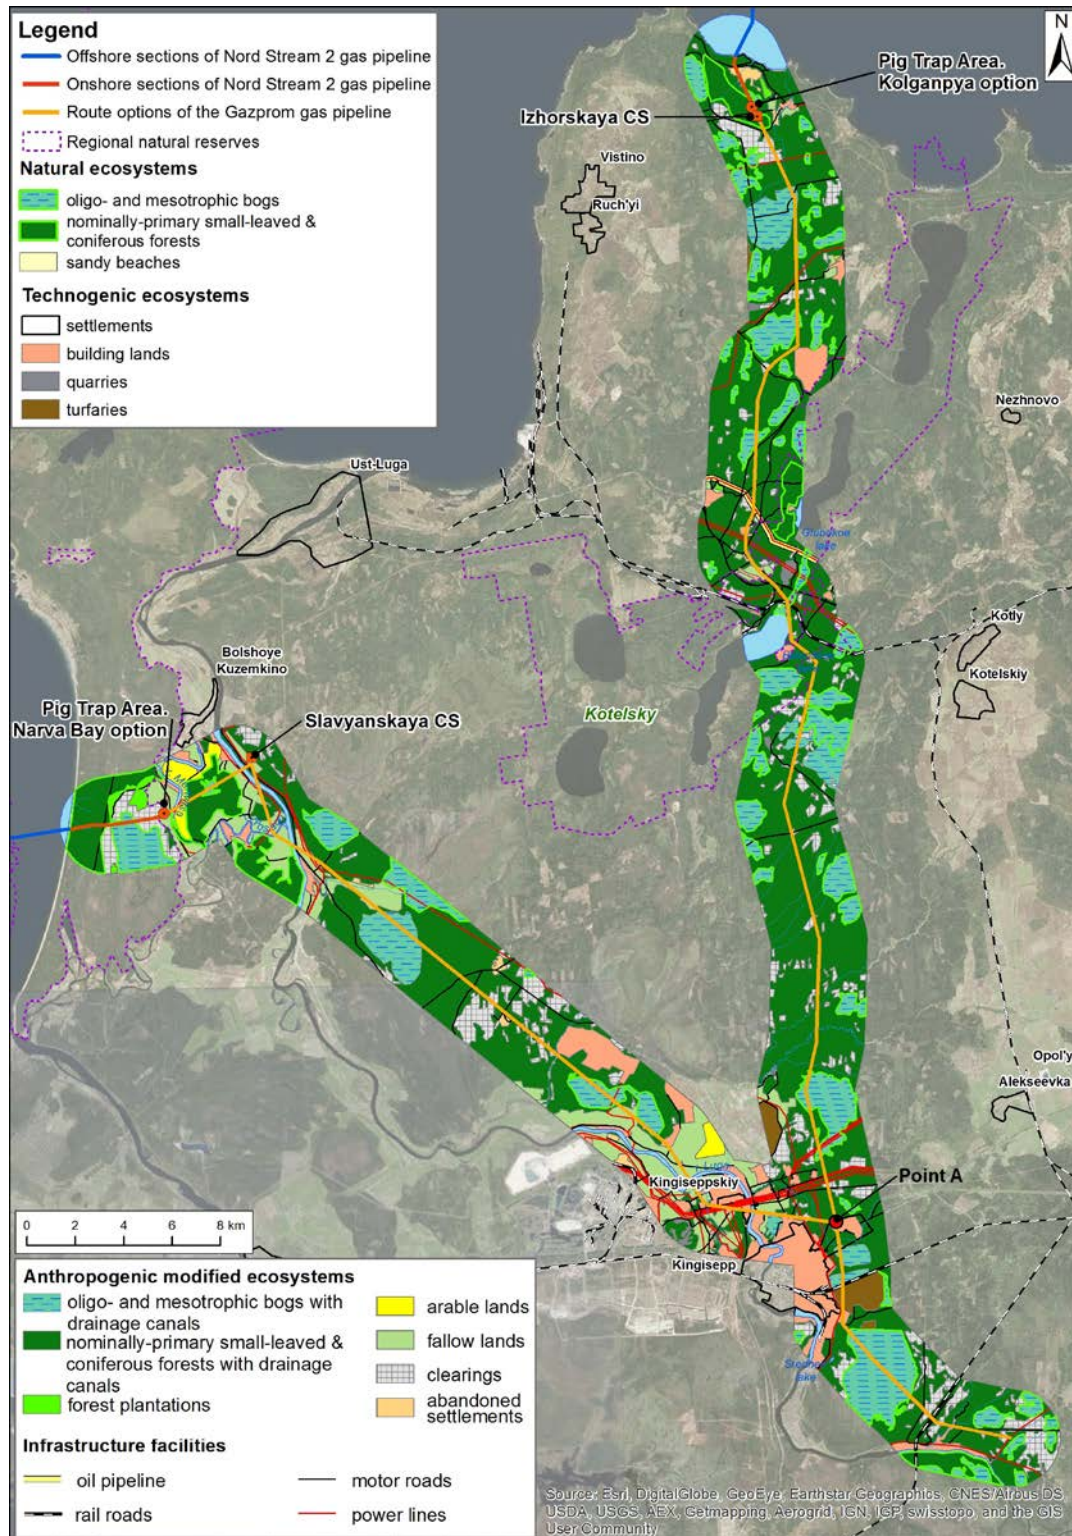 Legend
Offshore sections of Nord Stream 2 gas pipeline
Onshore sections of Nord Stream 2 gas pipeline
Route options of the Gazprom gas pipeline
Regional natural reserves
Natural ecosystems
oligo- and mesotrophic bogs
nominally-primary small-leaved &
coniferous forests
sandy beaches
Technogenic ecosystems
settlements
building lands
quarries
turfaries
N
Pig Trap Area.
Kolganpya option
Izhorskaya CS
Vistino
Ruch'yi
Nezhnovo
Ust-Luga
Glubokoe
lake
Kotly
Kotelskiy
Bolshoye
Kuzemkino
Pig Trap Area.
Narva Bay option
Slavyanskaya CS
Kotelsky
Opol'y
Alekseevka
Luga
Kingiseppskiy
Point A
Kingisepp
lake
0 2 4 6 8 km
Anthropogenic modified ecosystems
oligo- and mesotrophic bogs with
drainage canals
nominally-primary small-leaved &
coniferous forests with drainage
canals
forest plantations
arable lands
fallow lands
clearings
abandoned
settlements
Infrastructure facilities
oil pipeline
rail roads
motor roads
power lines
Source: Esri, DigitalGlobe, GeoEye, Earthstar Geographics, CNES/Airbus DS,
USDA, USGS, AEX, Getmapping, Aerogrid, IGN, IGP, swisstopo, and the GIS
User Community